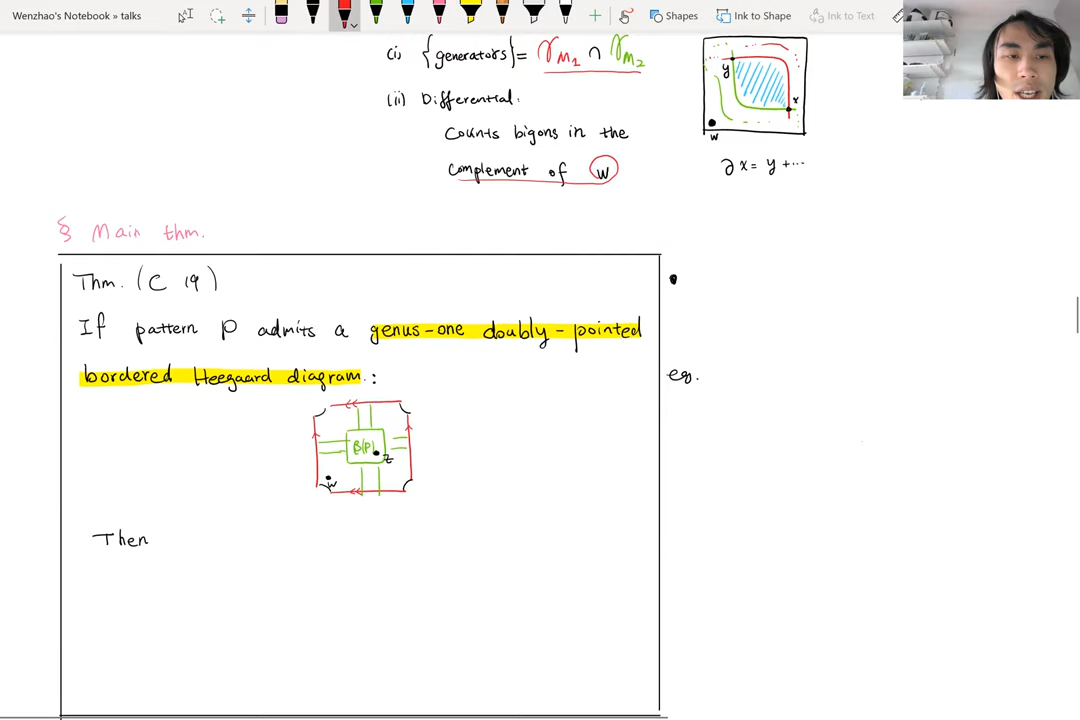 Wenzhao's Notebook » talks
Shapes
Ink to Shape
Ink to Text
(i) {generators} = γM1 ∩ γM2
(ii) Differential:
Counts bigons in the
complement of w
y
x
w
∂x = y + ...
§ Main thm.
Thm. (C 19)
If pattern P admits a genus-one doubly-pointed
bordered Heegaard diagram:
eg.
β(P)
z
w
Then